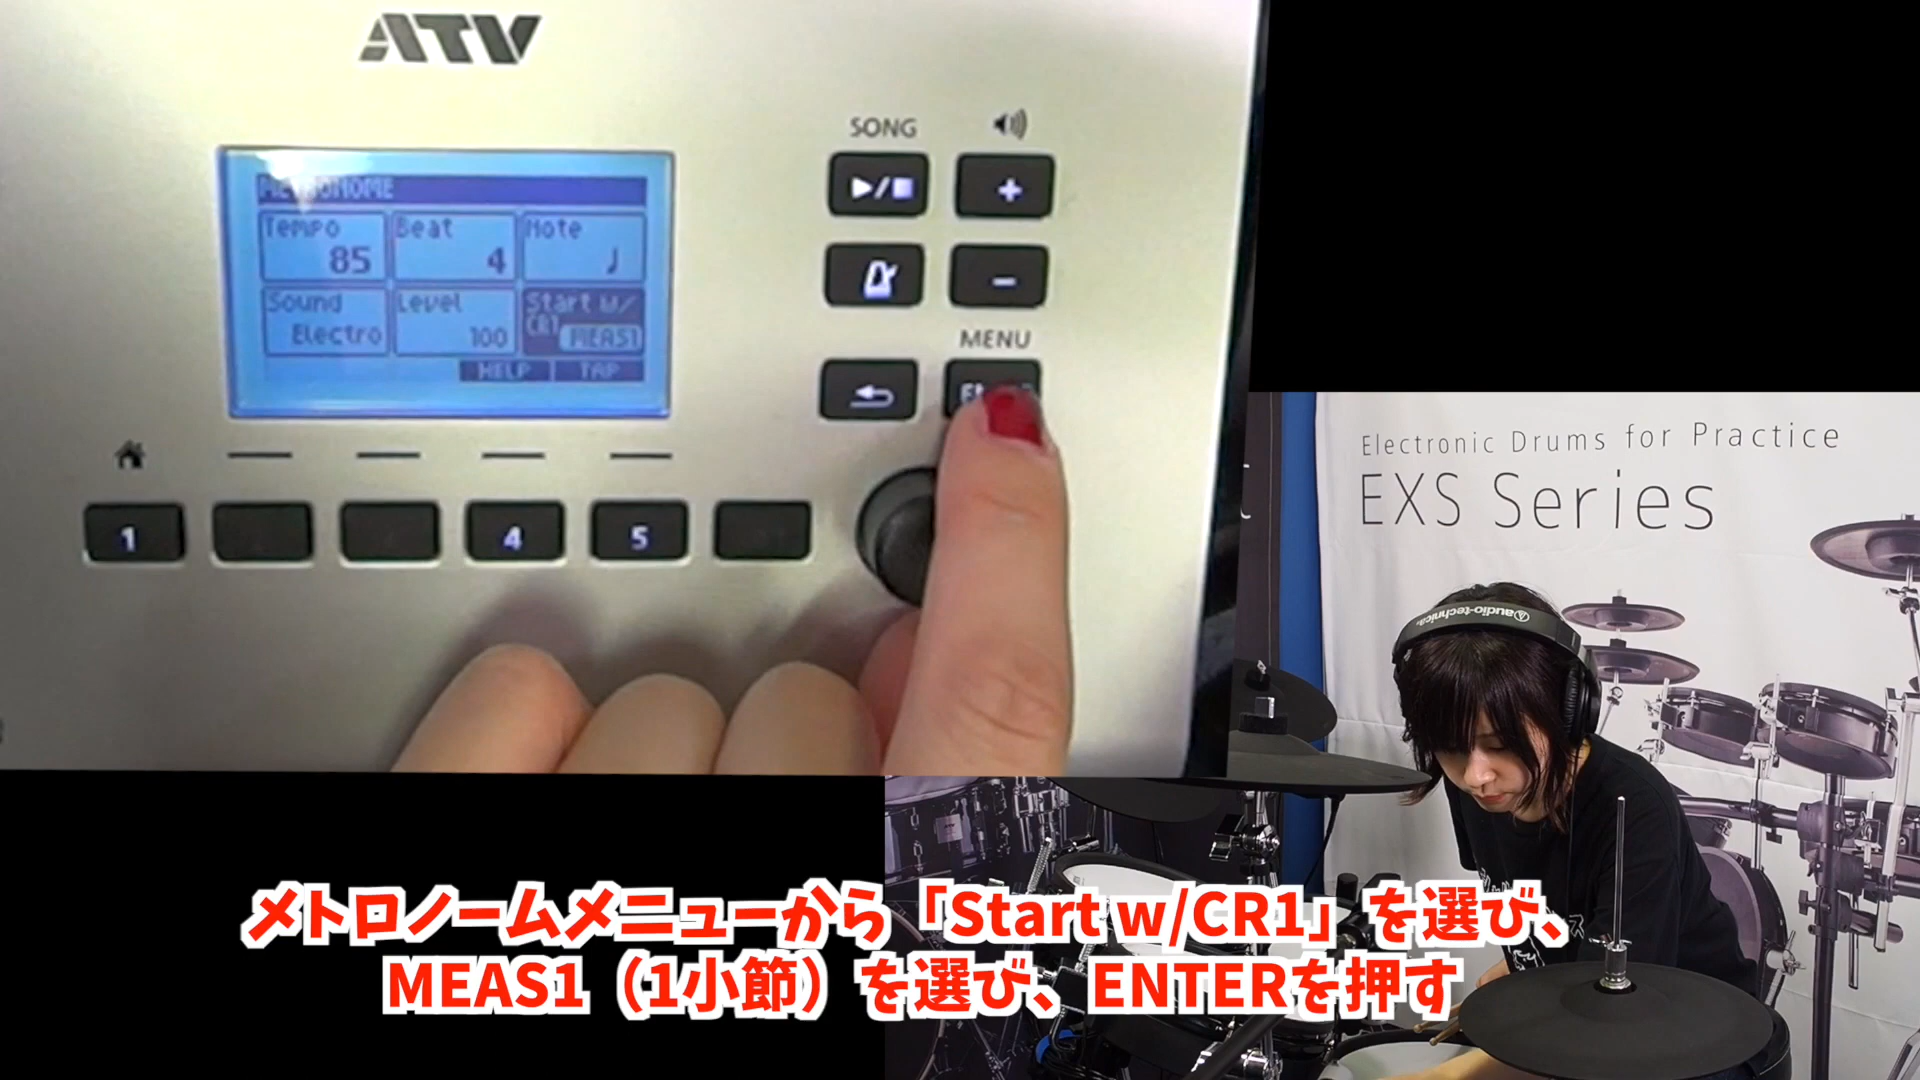 ATV
SONG
METRONOME
Tempo
85
Beat
4
Note
Sound
Electro
Level
100
Start w/
CR1
MEAS1
HELP
TAP
+
-
MENU
1
4
5
Electronic Drums for Practice
EXS Series
audio-technica
ATV
メトロノームメニューから「Start w/CR1」を選び、
MEAS1（1小節）を選び、ENTERを押す